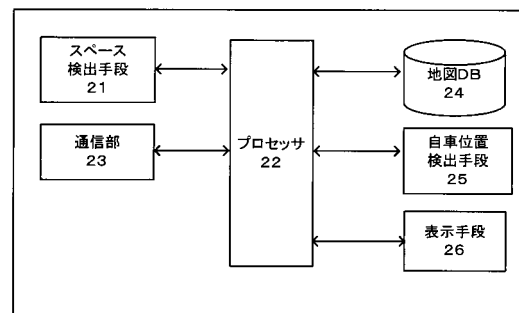 スペース
検出手段
21
通信部
23
プロセッサ
22
地図DB
24
自車位置
検出手段
25
表示手段
26